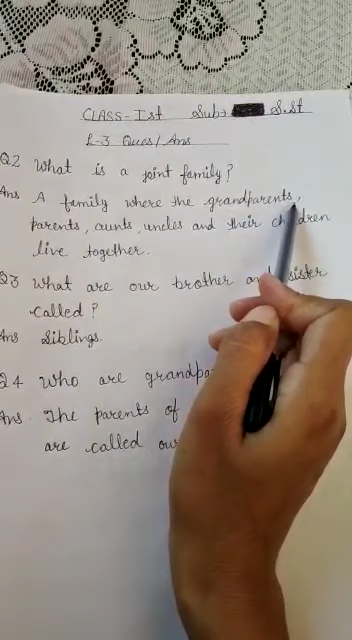 CLASS-Ist Sub:- S.St
L-3 Ques/Ans
Q2 What is a joint family?
Ans A family where the grandparents,
parents, aunts, uncles and their children
live together.
Q3 What are our brother and sister
called?
Ans Siblings.
Q4 Who are
Ans. The parents of
are called